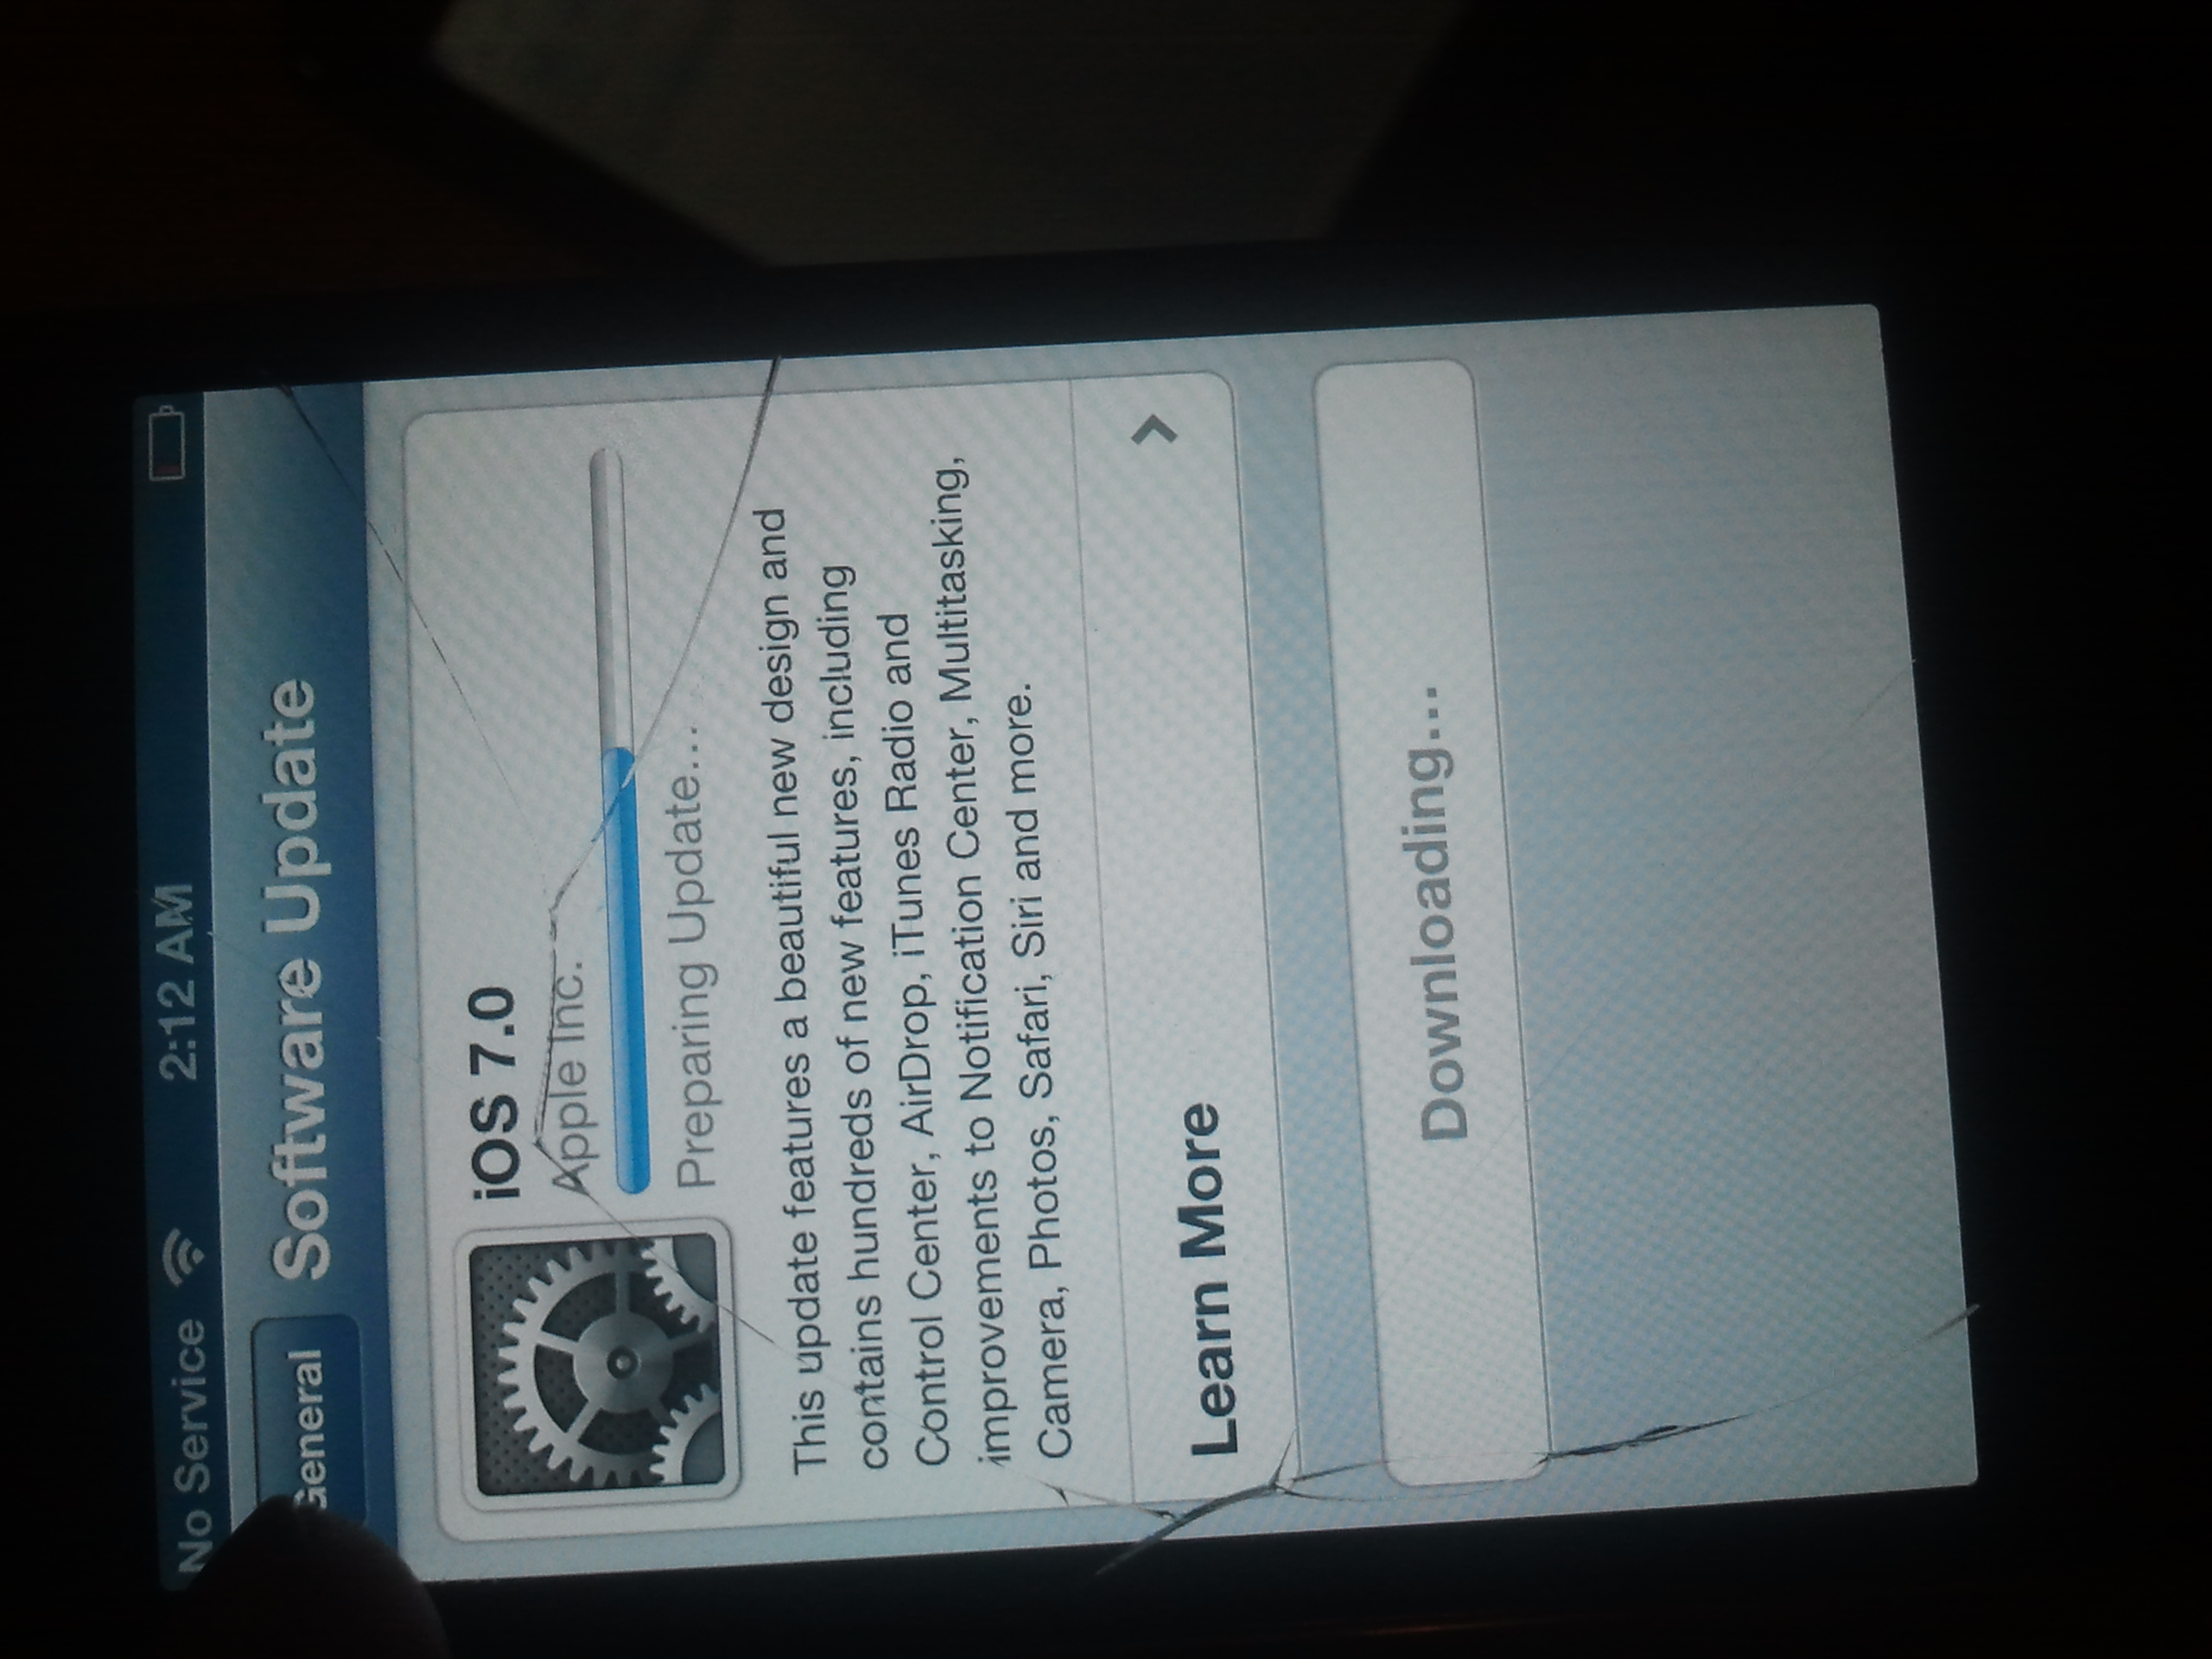 No Service 2:12 AM
General Software Update
iOS 7.0
Apple Inc.
Preparing Update...
This update features a beautiful new design and
contains hundreds of new features, including
Control Center, AirDrop, iTunes Radio and
improvements to Notification Center, Multitasking,
Camera, Photos, Safari, Siri and more.
Learn More
Downloading...